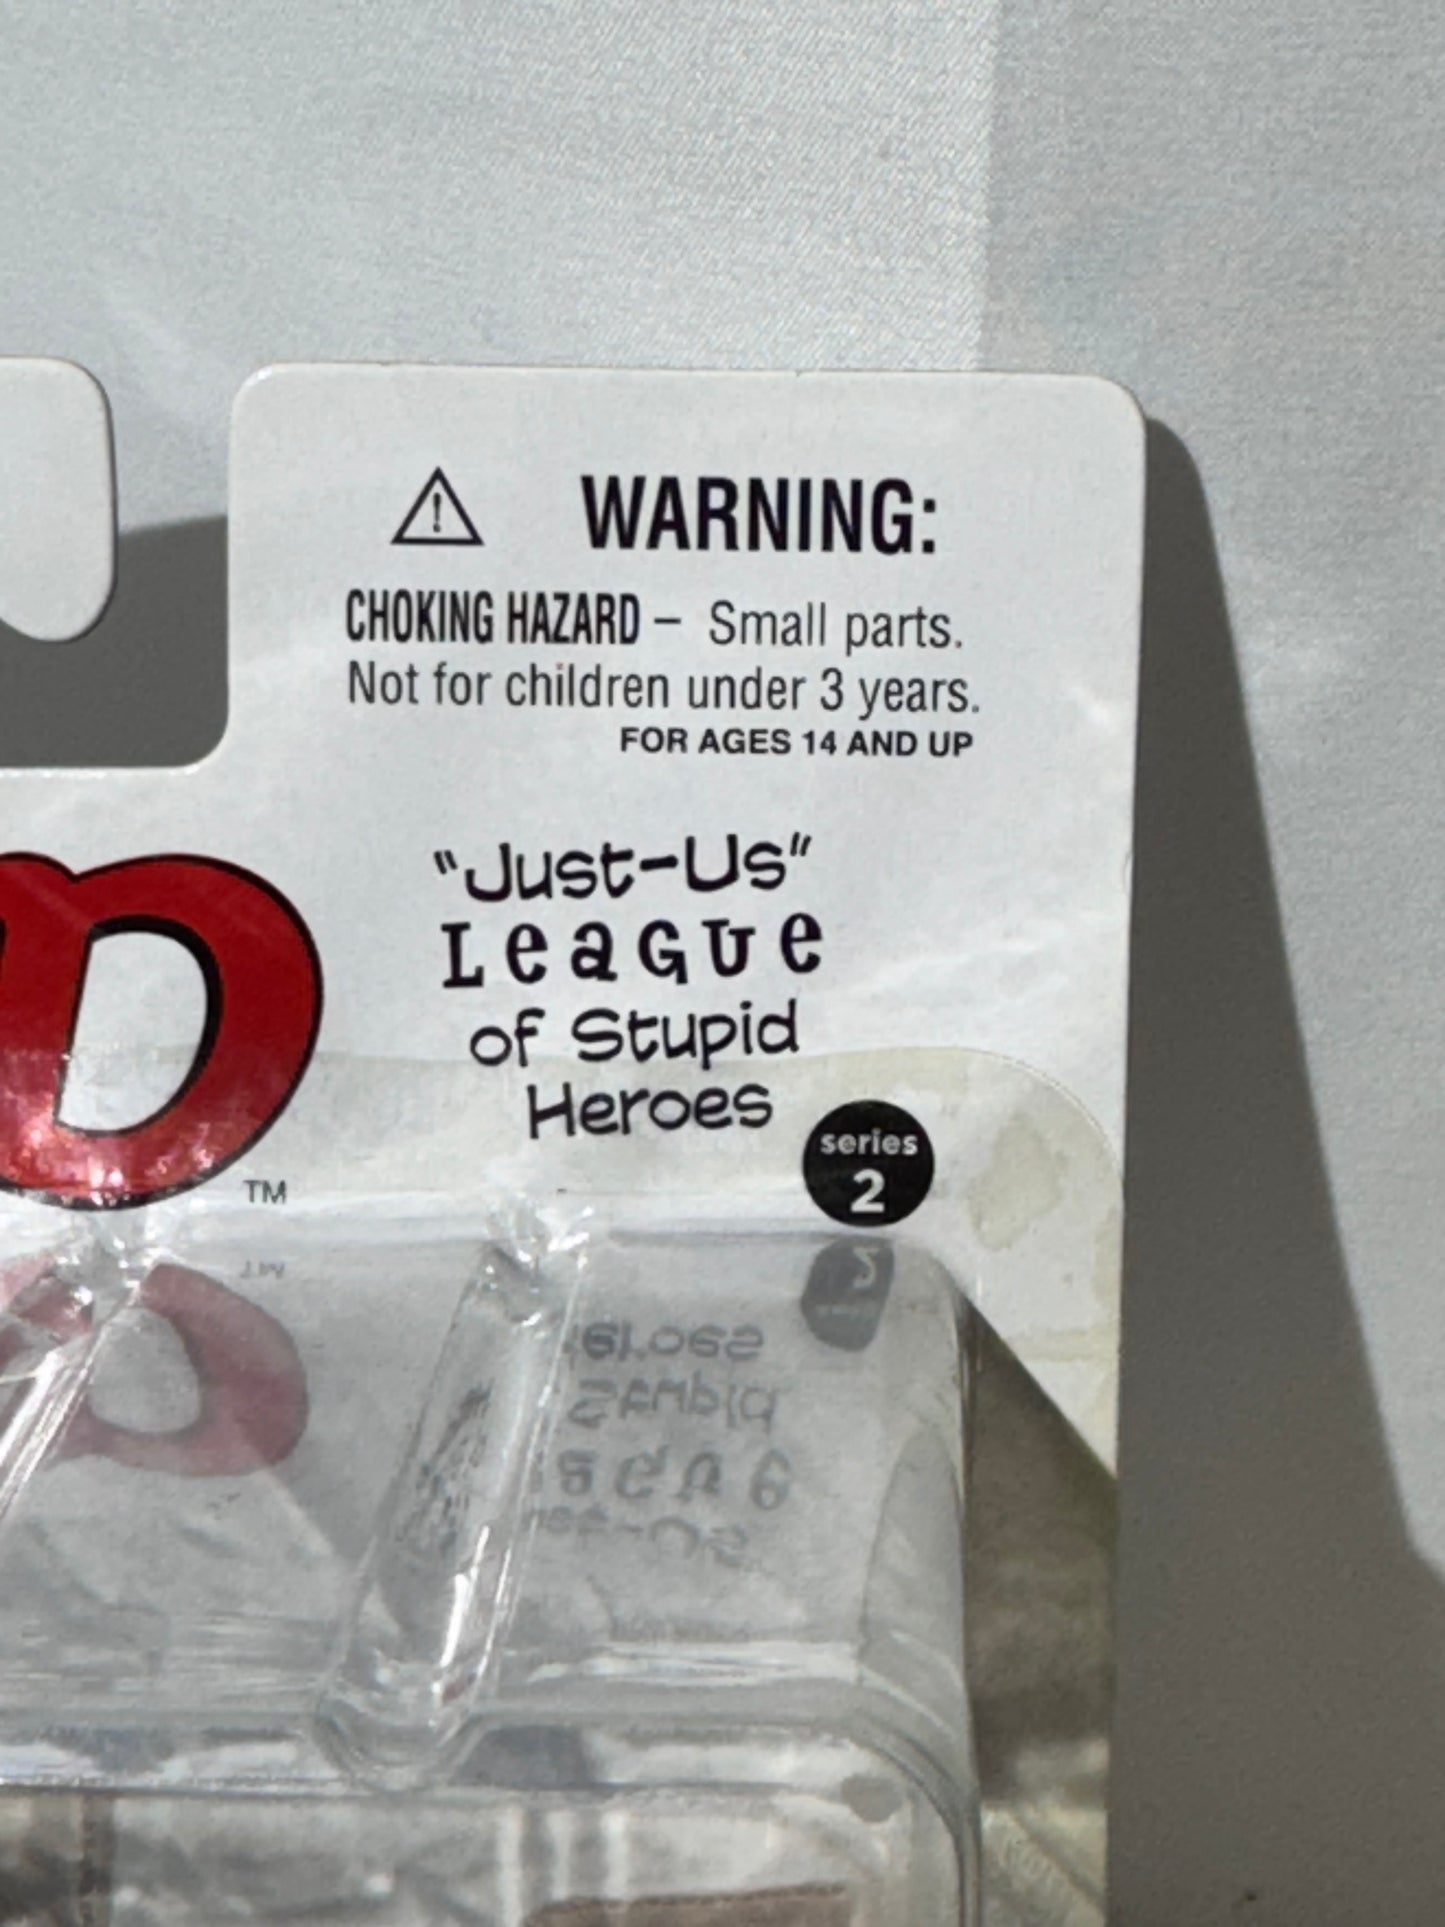 WARNING:
CHOKING HAZARD – Small parts.
Not for children under 3 years.
FOR AGES 14 AND UP
"Just-Us"
LeaGUe
of Stupid
Heroes
series
2
D
TM